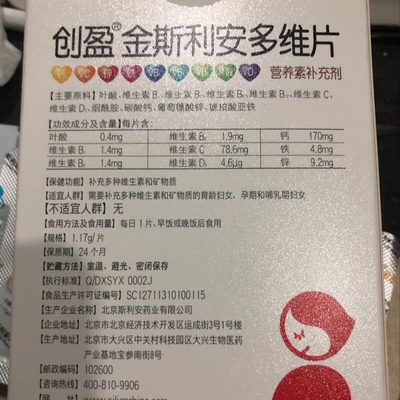 创盈®金斯利安多维片
钙 VC 锌 铁 VB₁ VB₂ VB₆ 叶酸 VD₃
营养素补充剂
【主要原料】叶酸、维生素B₁、维生素B₂、维生素B₆、维生素B₁₂、维生素C、
维生素D₃、烟酰胺、碳酸钙、葡萄糖酸锌、琥珀酸亚铁
【功效成分及含量】每片含：
叶酸 0.4mg 维生素B₆ 1.9mg 钙 170mg
维生素B₁ 1.4mg 维生素C 78.6mg 铁 4.8mg
维生素B₂ 1.4mg 维生素D₃ 4.6μg 锌 9.2mg
【保健功能】补充多种维生素和矿物质
【适宜人群】需要补充多种维生素和矿物质的育龄妇女、孕期和哺乳期妇女
【不适宜人群】无
【食用方法与食用量】每日1片，早饭或晚饭后食用
【规格】1.17g/片
【保质期】24个月
【贮藏方法】室温、避光、密闭保存
【执行标准】Q/DXSYX 0002J
【食品生产许可证编号】SC12711310100115
【生产企业名称】北京斯利安药业有限公司
【企业地址】北京市北京经济技术开发区运成街3号1号楼
【生产地址】北京市大兴区中关村科技园区大兴生物医药
产业基地宝参南街8号
【邮政编码】102600
【咨询热线】400-810-9906